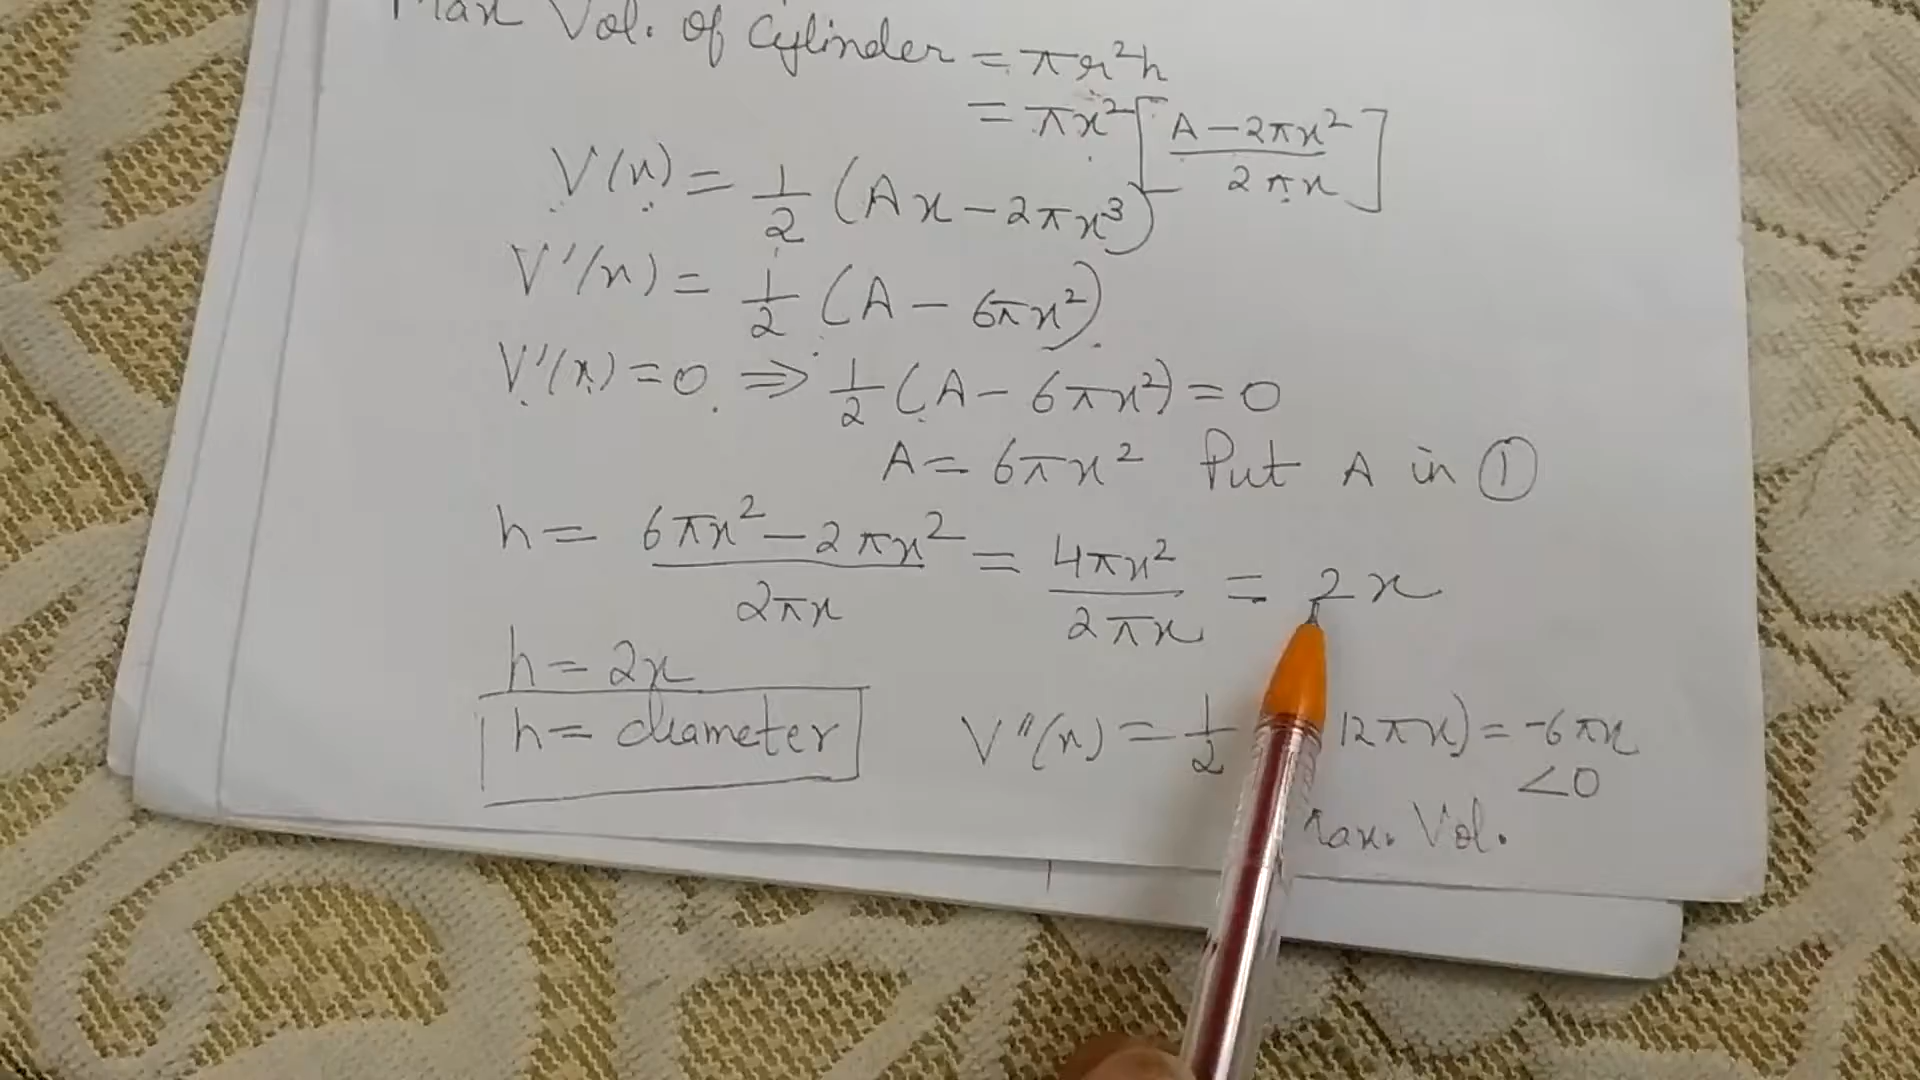 Max Vol. of Cylinder = πr²h
= πx² [A - 2πx² / 2πx]
V(x) = 1/2 (Ax - 2πx³)
V'(x) = 1/2 (A - 6πx²)
V'(x) = 0 ⇒ 1/2 (A - 6πx²) = 0
A = 6πx² Put A in ①
h = 6πx² - 2πx² / 2πx = 4πx² / 2πx = 2x
h = 2x
h = diameter
V''(x) = 1/2 12πx) = -6πx
<0
Max. Vol.